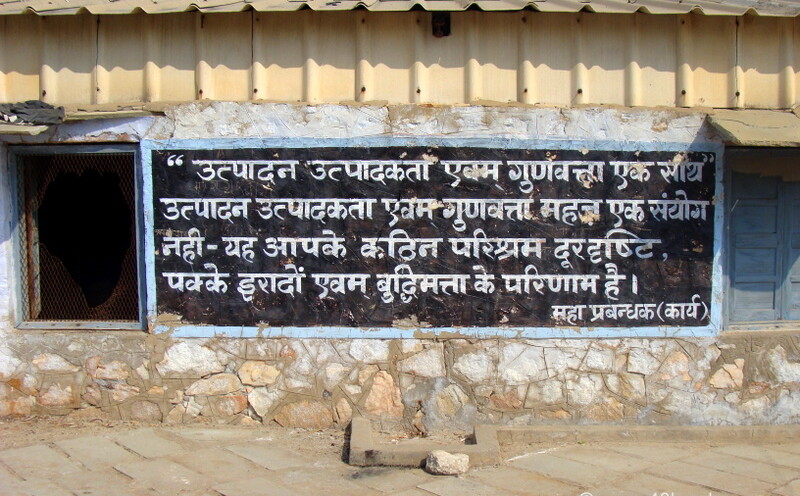 “ उत्पादन उत्पादकता एवम् गुणवत्ता एक साथ”
उत्पादन उत्पादकता एवम गुणवत्ता महज एक संयोग
नही - यह आपके कठिन परिश्रम दूरदृष्टि,
पक्के इरादों एवम बुद्धिमत्ता के परिणाम है।
महा प्रबन्धक (कार्य)